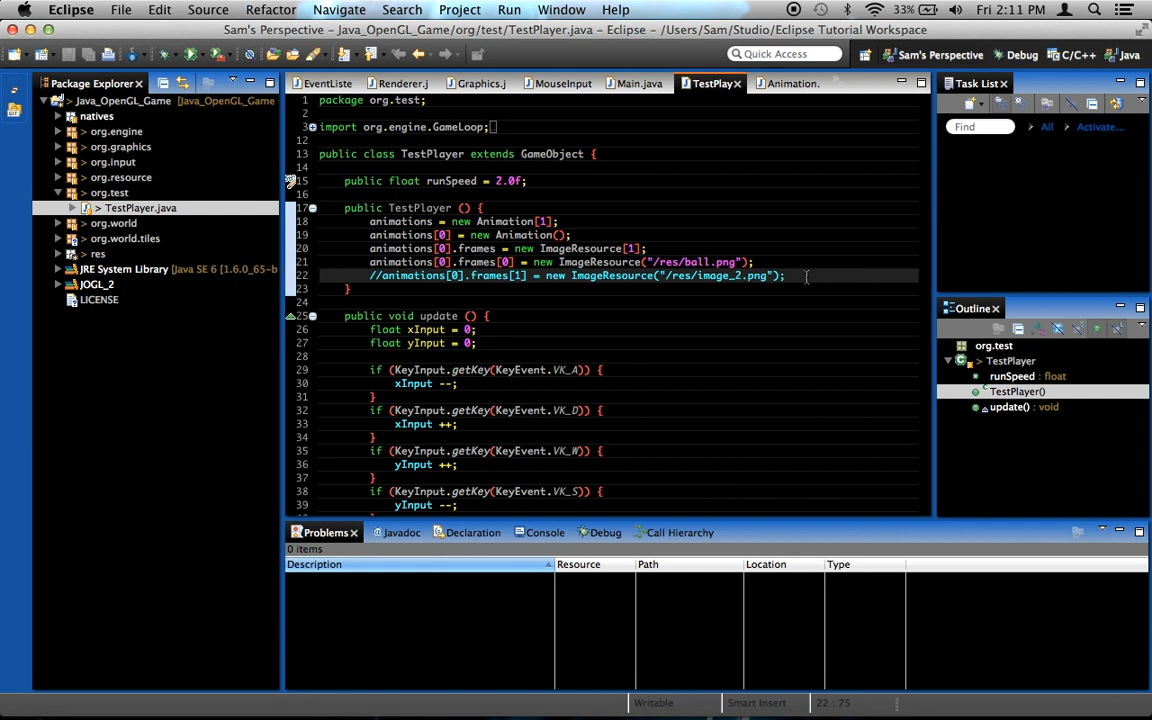 Eclipse File Edit Source Refactor Navigate Search Project Run Window Help 33% Fri 2:11 PM
Sam's Perspective - Java_OpenGL_Game/org/test/TestPlayer.java - Eclipse - /Users/Sam/Studio/Eclipse Tutorial Workspace
Quick Access Sam's Perspective Debug C/C++ Java
Package Explorer
> Java_OpenGL_Game [Java_OpenGL_Game
natives
> org.engine
> org.graphics
> org.input
> org.resource
> org.test
> TestPlayer.java
> org.world
> org.world.tiles
> res
JRE System Library [Java SE 6 [1.6.0_65-b
JOGL_2
LICENSE
EventListe Renderer.j Graphics.j MouseInput Main.java TestPlay Animation.
1 package org.test;
2
3 import org.engine.GameLoop;
12
13 public class TestPlayer extends GameObject {
14
15 public float runSpeed = 2.0f;
16
17 public TestPlayer () {
18 animations = new Animation[1];
19 animations[0] = new Animation();
20 animations[0].frames = new ImageResource[1];
21 animations[0].frames[0] = new ImageResource("/res/ball.png");
22 //animations[0].frames[1] = new ImageResource("/res/image_2.png");
23 }
24
25 public void update () {
26 float xInput = 0;
27 float yInput = 0;
28
29 if (KeyInput.getKey(KeyEvent.VK_A)) {
30 xInput --;
31 }
32 if (KeyInput.getKey(KeyEvent.VK_D)) {
33 xInput ++;
34 }
35 if (KeyInput.getKey(KeyEvent.VK_W)) {
36 yInput ++;
37 }
38 if (KeyInput.getKey(KeyEvent.VK_S)) {
39 yInput --;
Task List
Find All Activate...
Outline
org.test
> TestPlayer
runSpeed : float
TestPlayer()
update() : void
Problems @ Javadoc Declaration Console Debug Call Hierarchy
0 items
Description Resource Path Location Type
Writable Smart Insert 22 : 75